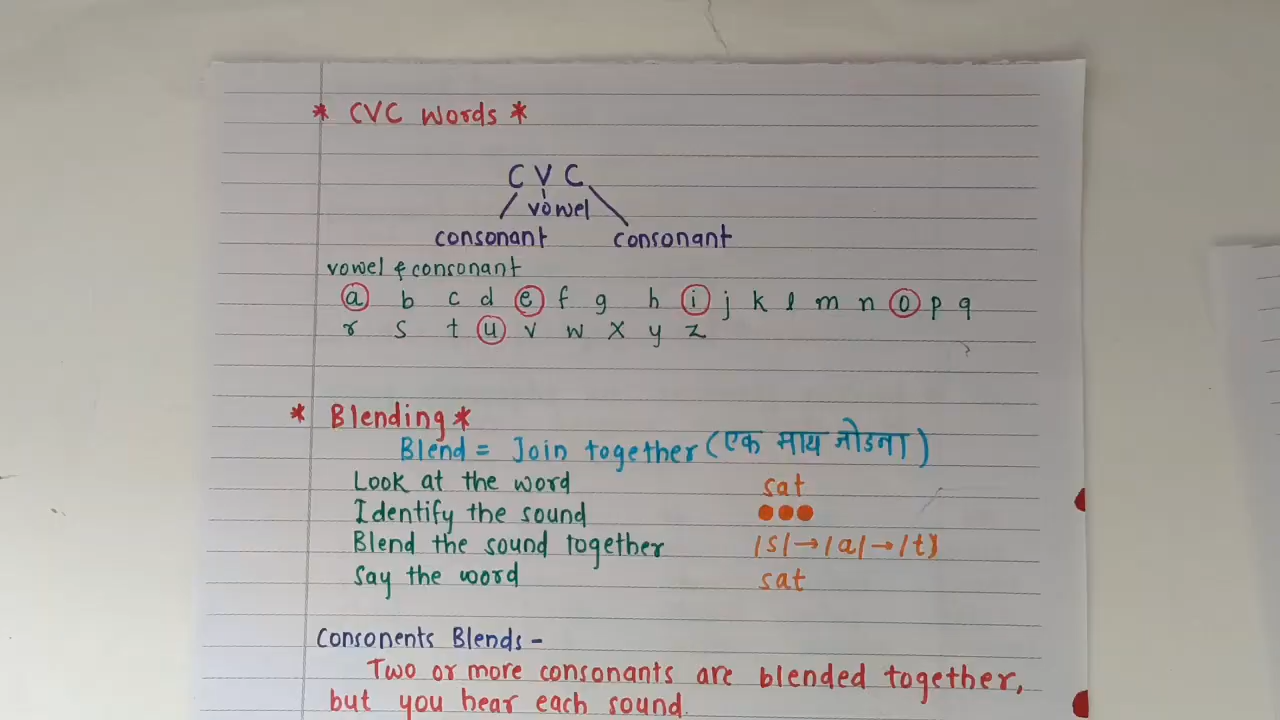 * CVC Words *
C V C
vowel
consonant consonant
vowel & consonant
a b c d e f g h i j k l m n o p q
r s t u v w x y z
* Blending *
Blend = Join together (एक माय जोडना)
Look at the word sat
Identify the sound
Blend the sound together /s/→/a/→/t/
Say the word sat
Consonents Blends -
Two or more consonants are blended together,
but you hear each sound.